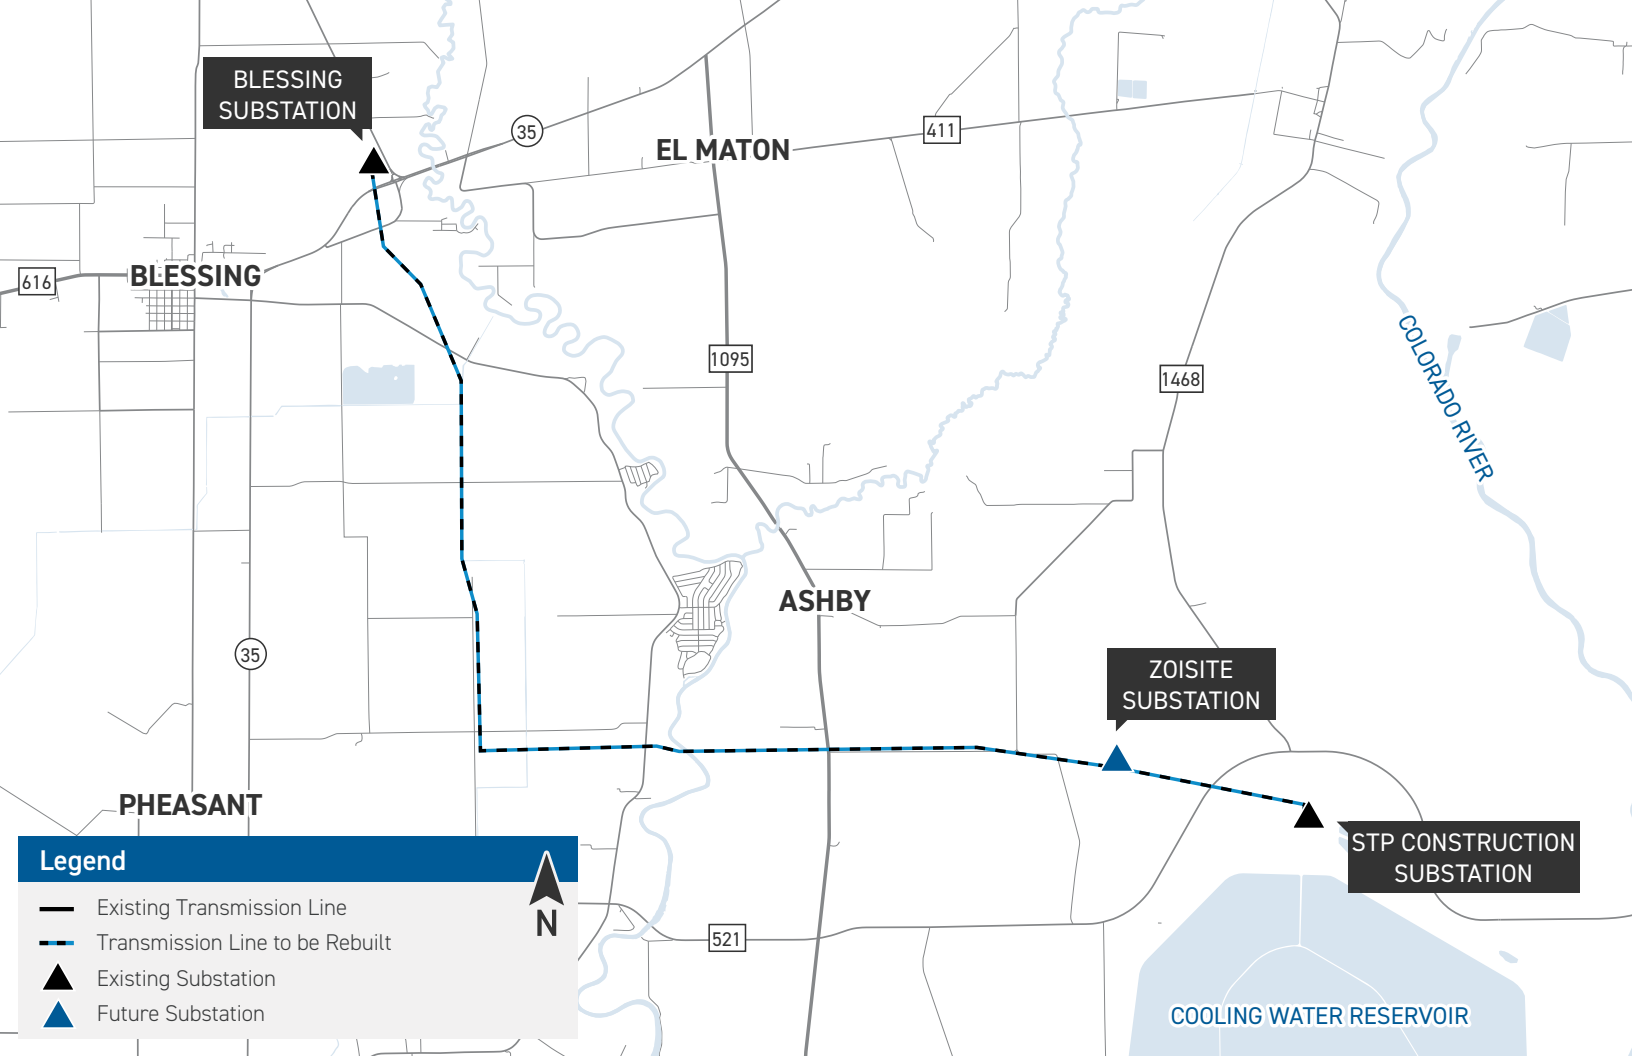 BLESSING
SUBSTATION
35
EL MATON
411
616
BLESSING
1095
1468
COLORADO RIVER
ASHBY
35
ZOISITE
SUBSTATION
PHEASANT
STP CONSTRUCTION
SUBSTATION
Legend
Existing Transmission Line
Transmission Line to be Rebuilt
Existing Substation
Future Substation
N
521
COOLING WATER RESERVOIR